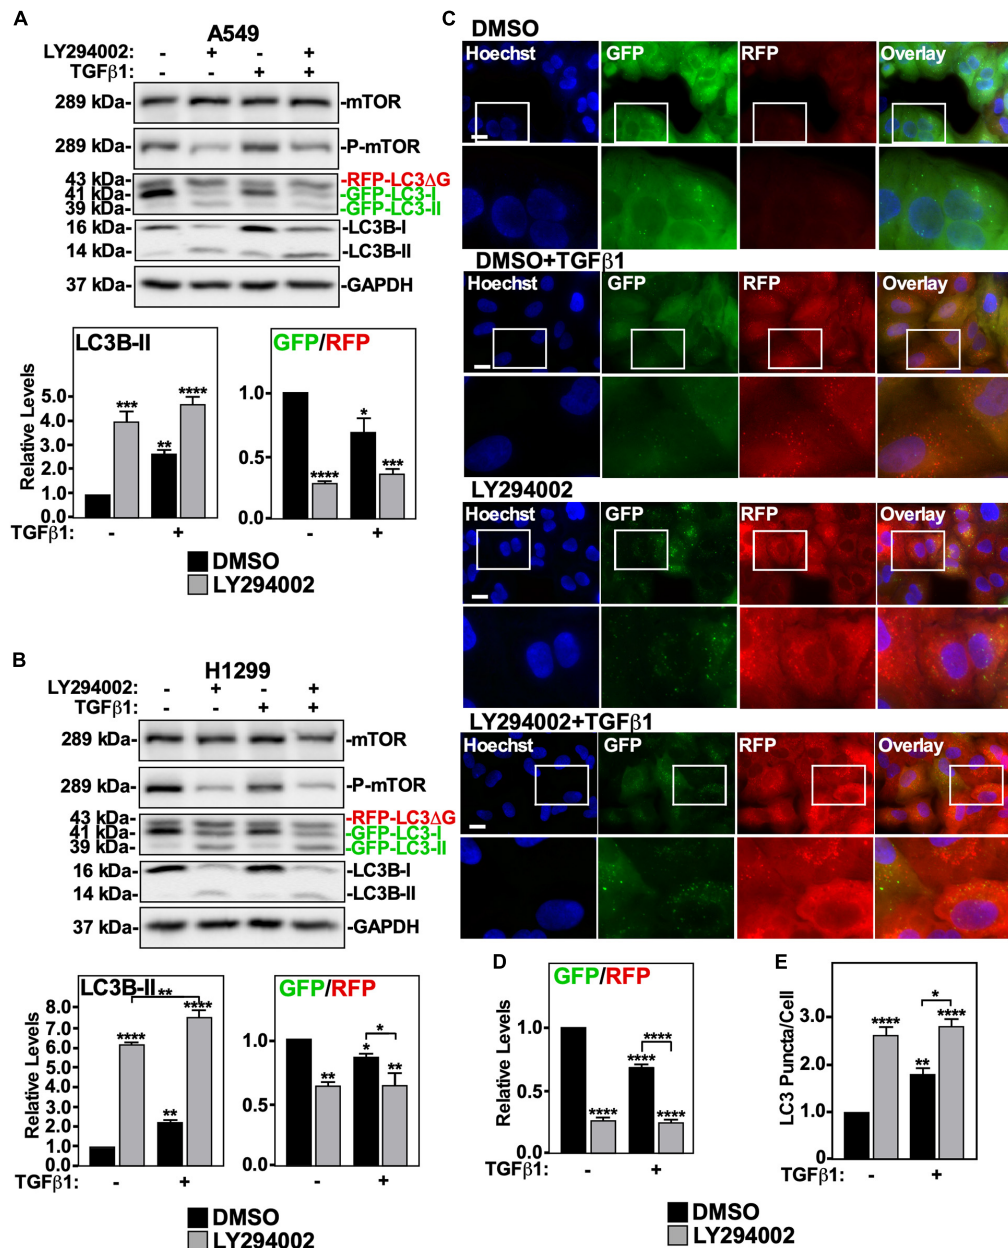 A
A549
LY294002: - + - +
TGFβ1: - - + +
289 kDa- -mTOR
289 kDa- -P-mTOR
43 kDa- -RFP-LC3ΔG
41 kDa- -GFP-LC3-I
39 kDa- -GFP-LC3-II
16 kDa- -LC3B-I
14 kDa- -LC3B-II
37 kDa- -GAPDH
LC3B-II
Relative Levels
5.0
4.0
3.0
2.0
1.0
0.0
***
**
****
TGFβ1: - +
GFP/RFP
1.0
0.5
0.0
****
*
***
- +
DMSO
LY294002
B
H1299
LY294002: - + - +
TGFβ1: - - + +
289 kDa- -mTOR
289 kDa- -P-mTOR
43 kDa- -RFP-LC3ΔG
41 kDa- -GFP-LC3-I
39 kDa- -GFP-LC3-II
16 kDa- -LC3B-I
14 kDa- -LC3B-II
37 kDa- -GAPDH
LC3B-II
Relative Levels
8.0
7.0
6.0
5.0
4.0
3.0
2.0
1.0
0.0
**
****
**
****
TGFβ1: - +
GFP/RFP
1.0
0.5
0.0
*
**
*
**
- +
DMSO
LY294002
C
DMSO
Hoechst GFP RFP Overlay
DMSO+TGFβ1
Hoechst GFP RFP Overlay
LY294002
Hoechst GFP RFP Overlay
LY294002+TGFβ1
Hoechst GFP RFP Overlay
D
GFP/RFP
Relative Levels
1.0
0.5
0.0
****
****
****
****
TGFβ1: - +
E
LC3 Puncta/Cell
3.0
2.0
1.0
0
*
****
**
****
TGFβ1: - +
DMSO
LY294002